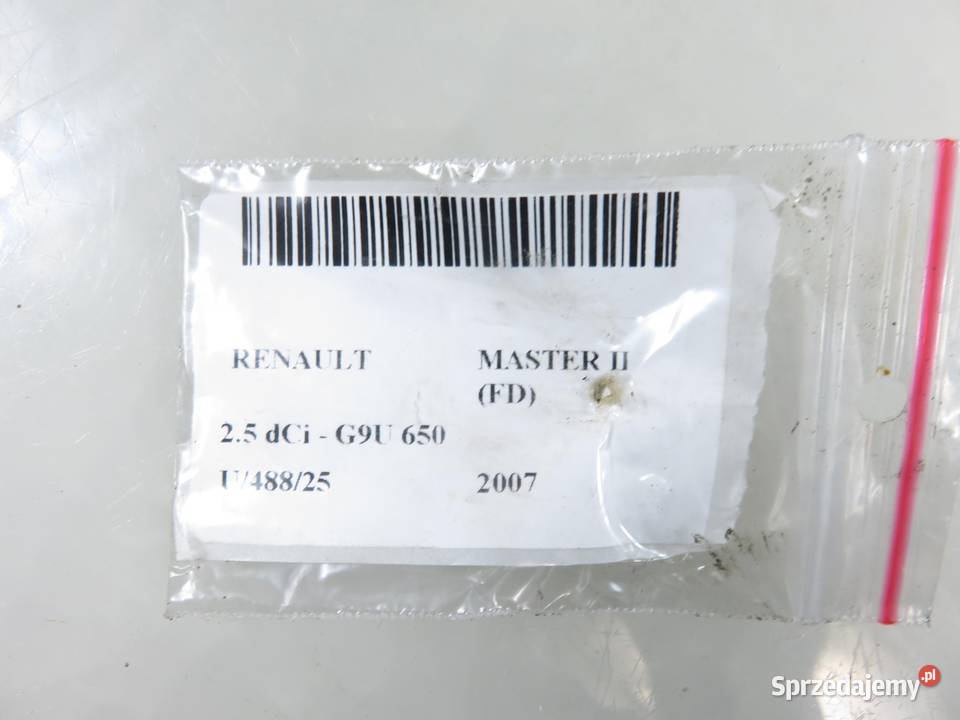 RENAULT MASTER II
(FD)
2.5 dCi - G9U 650
U/488/25 2007
Sprzedajemy.pl